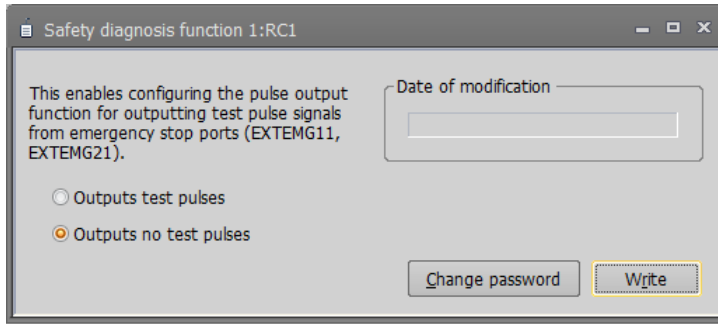 Safety diagnosis function 1:RC1
This enables configuring the pulse output
function for outputting test pulse signals
from emergency stop ports (EXTEMG11,
EXTEMG21).
Date of modification
Outputs test pulses
Outputs no test pulses
Change password
Write